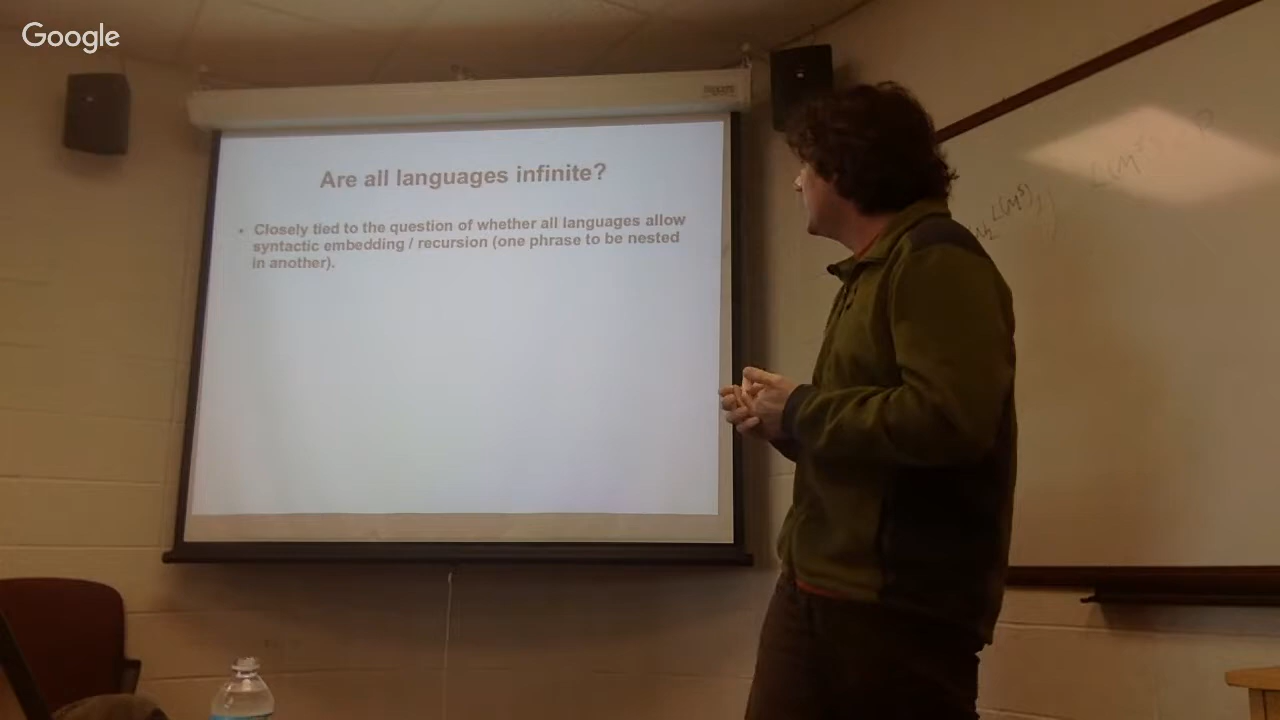 Google
Are all languages infinite?
• Closely tied to the question of whether all languages allow
syntactic embedding / recursion (one phrase to be nested
in another).